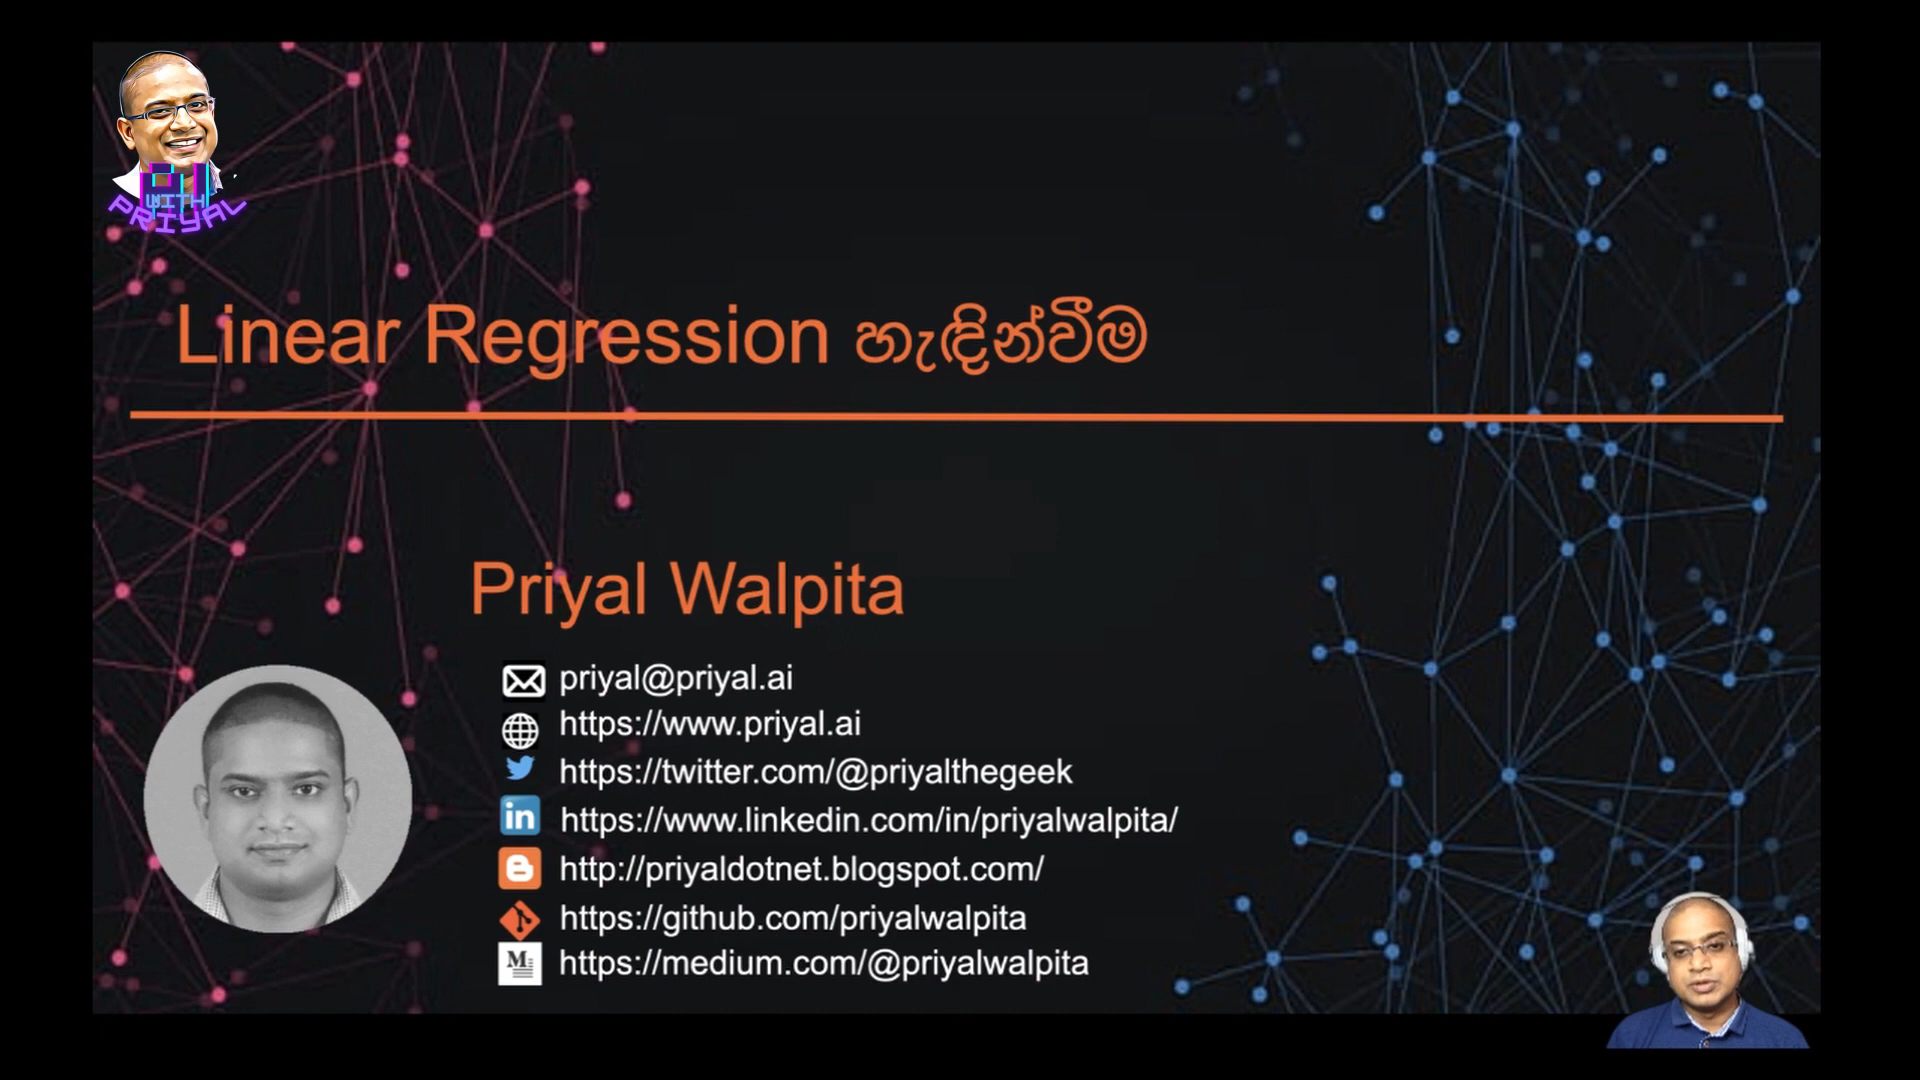 AI
WITH
PRIYAL
Linear Regression හැඳින්වීම
Priyal Walpita
priyal@priyal.ai
https://www.priyal.ai
https://twitter.com/@priyalthegeek
in https://www.linkedin.com/in/priyalwalpita/
http://priyaldotnet.blogspot.com/
https://github.com/priyalwalpita
M https://medium.com/@priyalwalpita